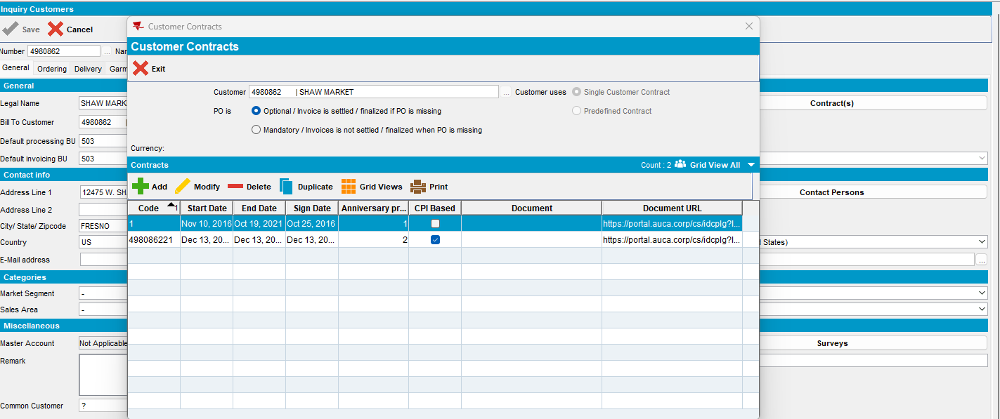 Inquiry Customers
Save Cancel
Number 4980862 ... Nan
General Ordering Delivery Garm
General
Legal Name SHAW MARK
Bill To Customer 4980862
Default processing BU 503
Default invoicing BU 503
Contact info
Address Line 1 12475 W. SH
Address Line 2
City/ State/ Zipcode FRESNO
Country US
E-Mail address
Categories
Market Segment -
Sales Area -
Miscellaneous
Master Account Not Applicable
Remark
Common Customer ?
Customer Contracts
Customer Contracts
Exit
Customer 4980862 | SHAW MARKET ... Customer uses Single Customer Contract
PO is Optional / Invoice is settled / finalized if PO is missing Predefined Contract
Mandatory / Invoices is not settled / finalized when PO is missing
Currency:
Contracts Count : 2 Grid View All
Add Modify Delete Duplicate Grid Views Print
Code 1 Start Date End Date Sign Date Anniversary pr... CPI Based Document Document URL
1 Nov 10, 2016 Oct 19, 2021 Oct 25, 2016 1 https://portal.auca.corp/cs/idcplg?I...
498086221 Dec 13, 20... Dec 13, 20... Dec 13, 20... 2 https://portal.auca.corp/cs/idcplg?I...
Contract(s)
Contact Persons
States)
...
Surveys